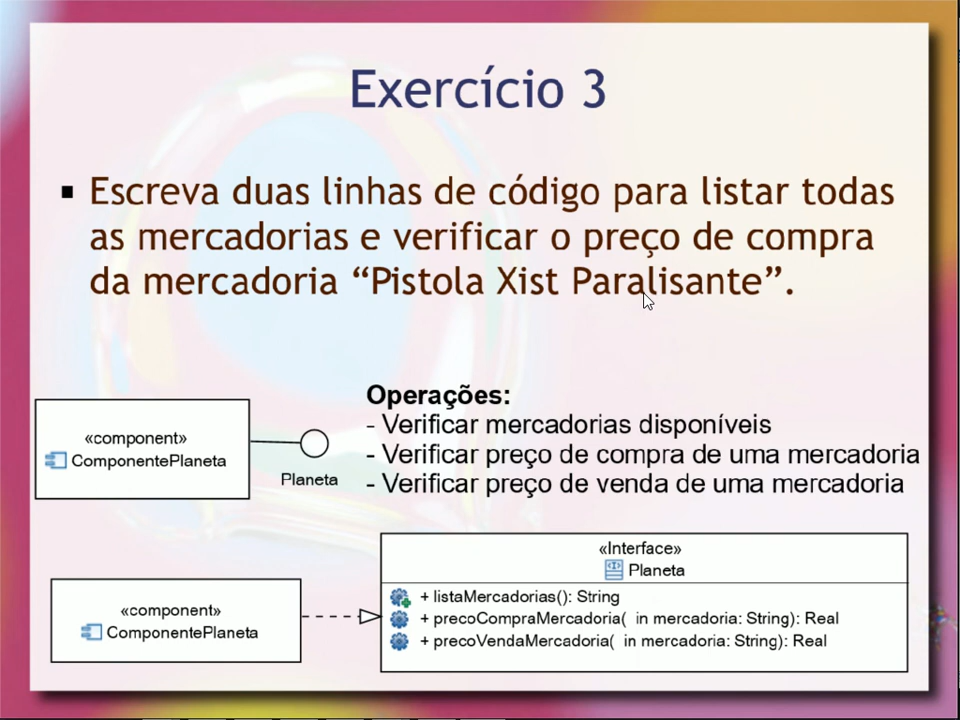 Exercício 3
▪ Escreva duas linhas de código para listar todas
as mercadorias e verificar o preço de compra
da mercadoria “Pistola Xist Paralisante”.
Operações:
- Verificar mercadorias disponíveis
- Verificar preço de compra de uma mercadoria
- Verificar preço de venda de uma mercadoria
«component»
ComponentePlaneta
Planeta
«Interface»
Planeta
+ listaMercadorias(): String
+ precoCompraMercadoria( in mercadoria: String): Real
+ precoVendaMercadoria( in mercadoria: String): Real
«component»
ComponentePlaneta